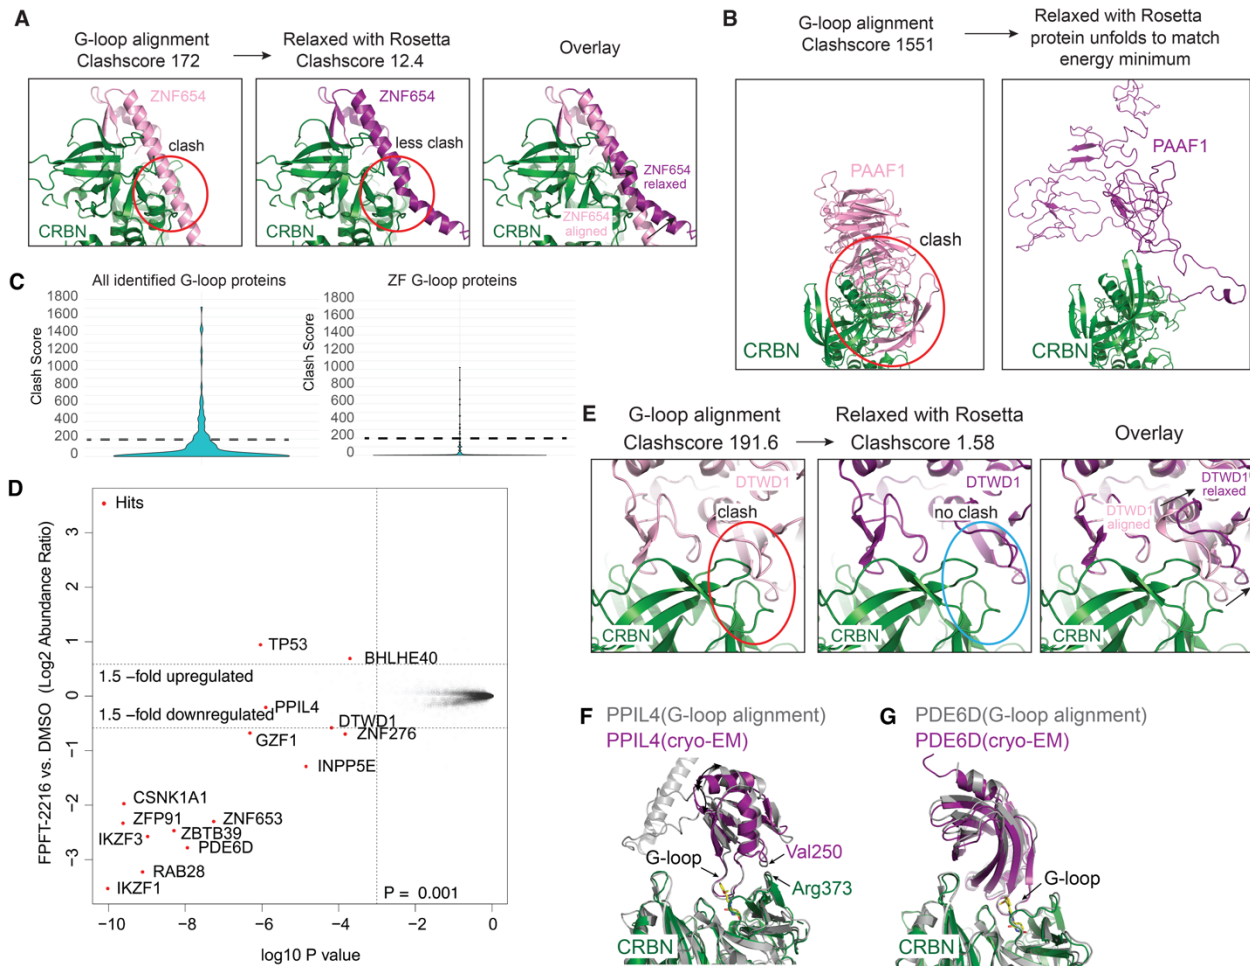 A
G-loop alignment
Clashscore 172
Relaxed with Rosetta
Clashscore 12.4
Overlay
ZNF654
clash
CRBN
ZNF654
less clash
CRBN
ZNF654
relaxed
ZNF654
aligned
CRBN
B
G-loop alignment
Clashscore 1551
Relaxed with Rosetta
protein unfolds to match
energy minimum
PAAF1
clash
CRBN
PAAF1
CRBN
C
All identified G-loop proteins
Clash Score
1800
1600
1400
1200
1000
800
600
400
200
0
ZF G-loop proteins
Clash Score
1800
1600
1400
1200
1000
800
600
400
200
0
D
Hits
FPFT-2216 vs. DMSO (Log2 Abundance Ratio)
3
2
1
0
−1
−2
−3
TP53
BHLHE40
1.5 −fold upregulated
PPIL4
1.5 −fold downregulated
DTWD1
GZF1
ZNF276
INPP5E
CSNK1A1
ZFP91
ZNF653
IKZF3
ZBTB39
PDE6D
RAB28
IKZF1
P = 0.001
−10
−8
−6
−4
−2
0
log10 P value
E
G-loop alignment
Clashscore 191.6
Relaxed with Rosetta
Clashscore 1.58
Overlay
DTWD1
clash
CRBN
DTWD1
no clash
CRBN
DTWD1
relaxed
DTWD1
aligned
CRBN
F
PPIL4(G-loop alignment)
PPIL4(cryo-EM)
G-loop
Val250
Arg373
CRBN
G
PDE6D(G-loop alignment)
PDE6D(cryo-EM)
G-loop
CRBN